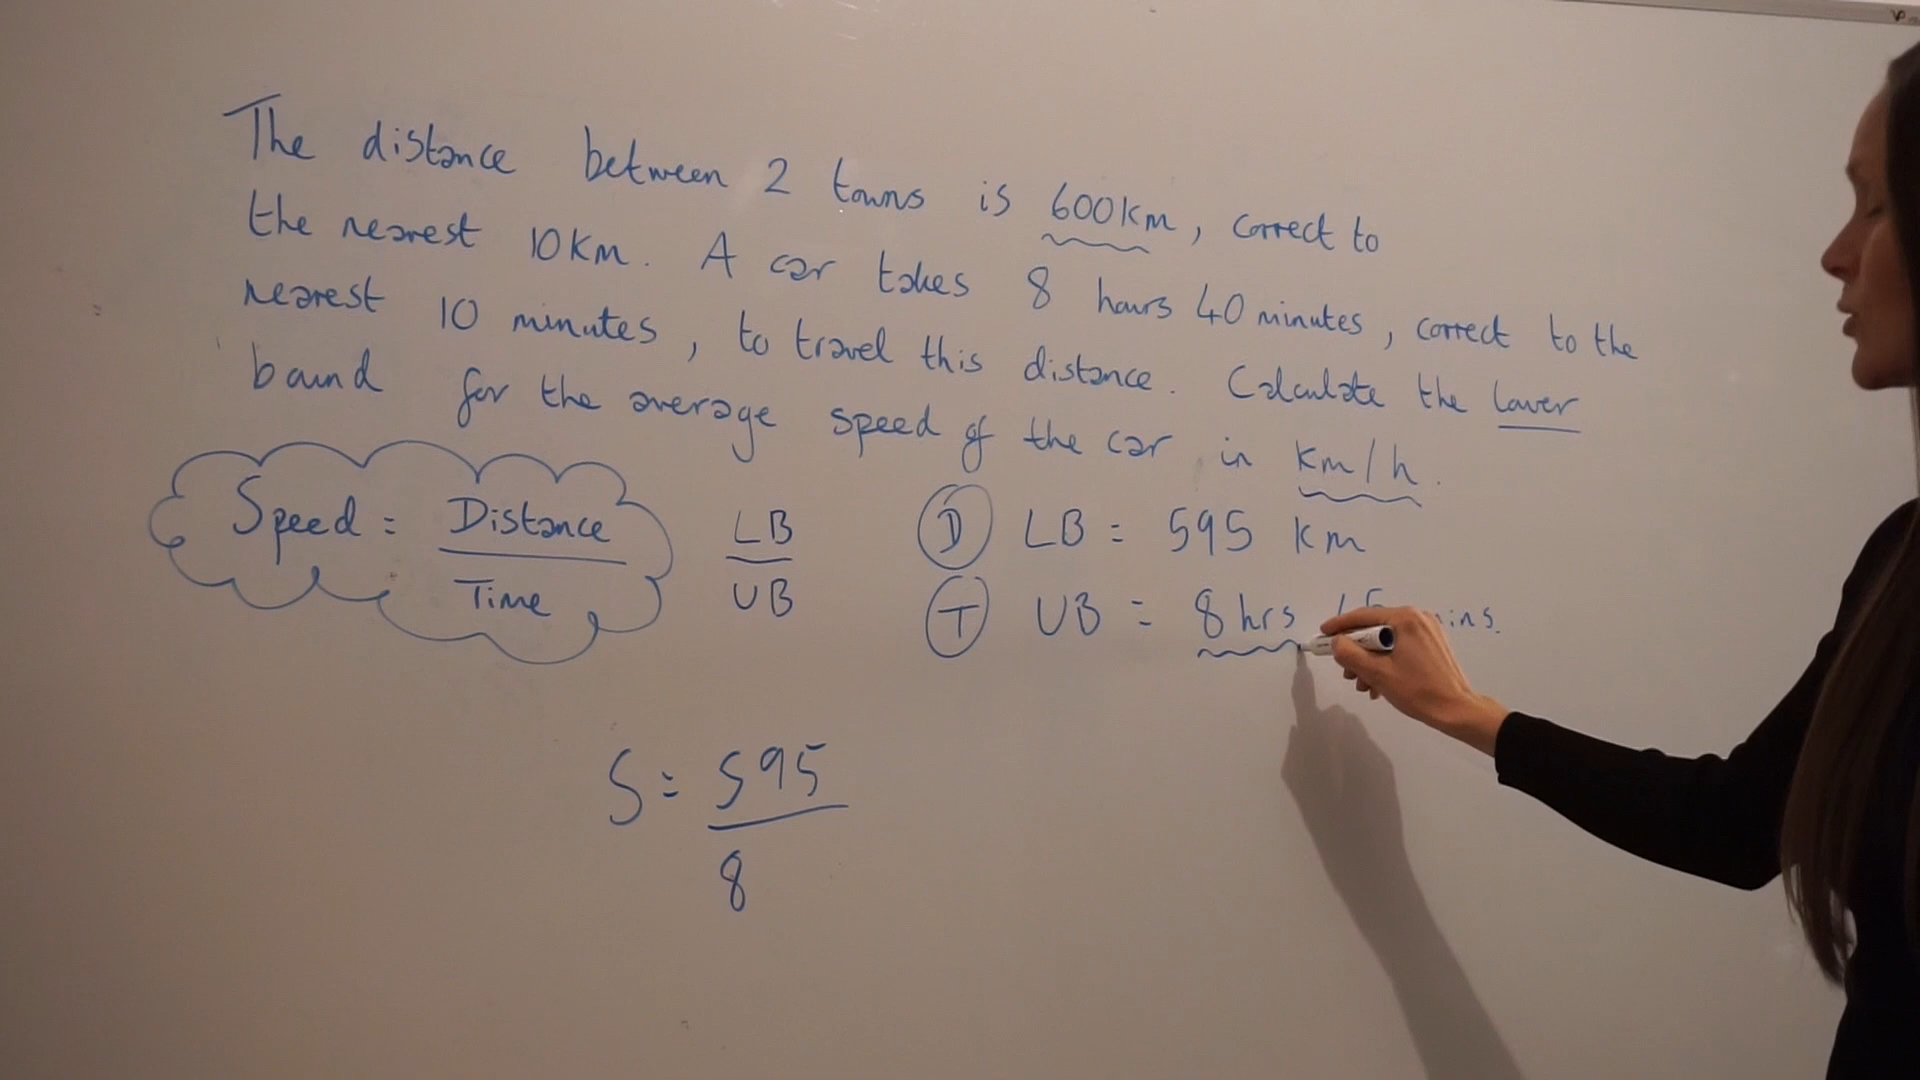 The distance between 2 towns is 600km, correct to
the nearest 10km. A car takes 8 hours 40 minutes, correct to the
nearest 10 minutes, to travel this distance. Calculate the lower
bound for the average speed of the car in km/h.
Speed = Distance
Time
LB
UB
D LB = 595 km
T UB = 8 hrs
S = 595
8